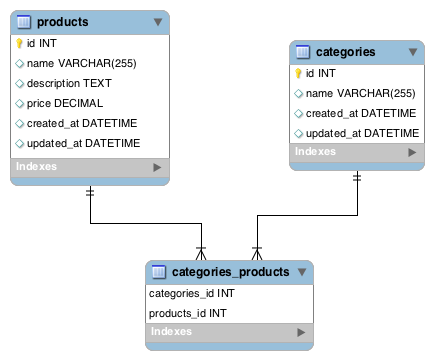 products
id INT
name VARCHAR(255)
description TEXT
price DECIMAL
created_at DATETIME
updated_at DATETIME
Indexes
categories
id INT
name VARCHAR(255)
created_at DATETIME
updated_at DATETIME
Indexes
categories_products
categories_id INT
products_id INT
Indexes